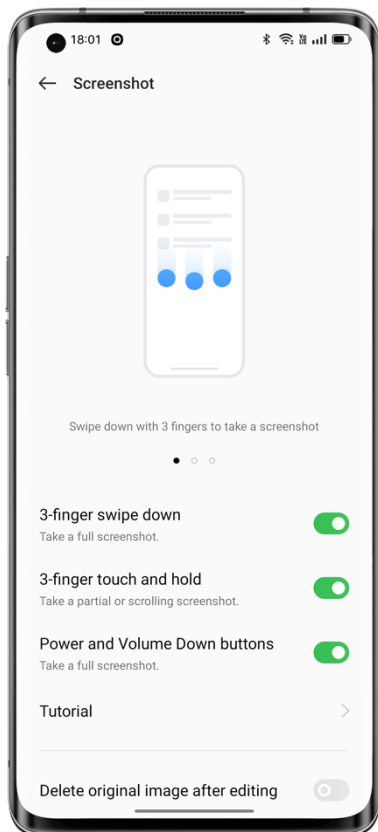 18:01
Screenshot
Swipe down with 3 fingers to take a screenshot
3-finger swipe down
Take a full screenshot.
3-finger touch and hold
Take a partial or scrolling screenshot.
Power and Volume Down buttons
Take a full screenshot.
Tutorial
Delete original image after editing